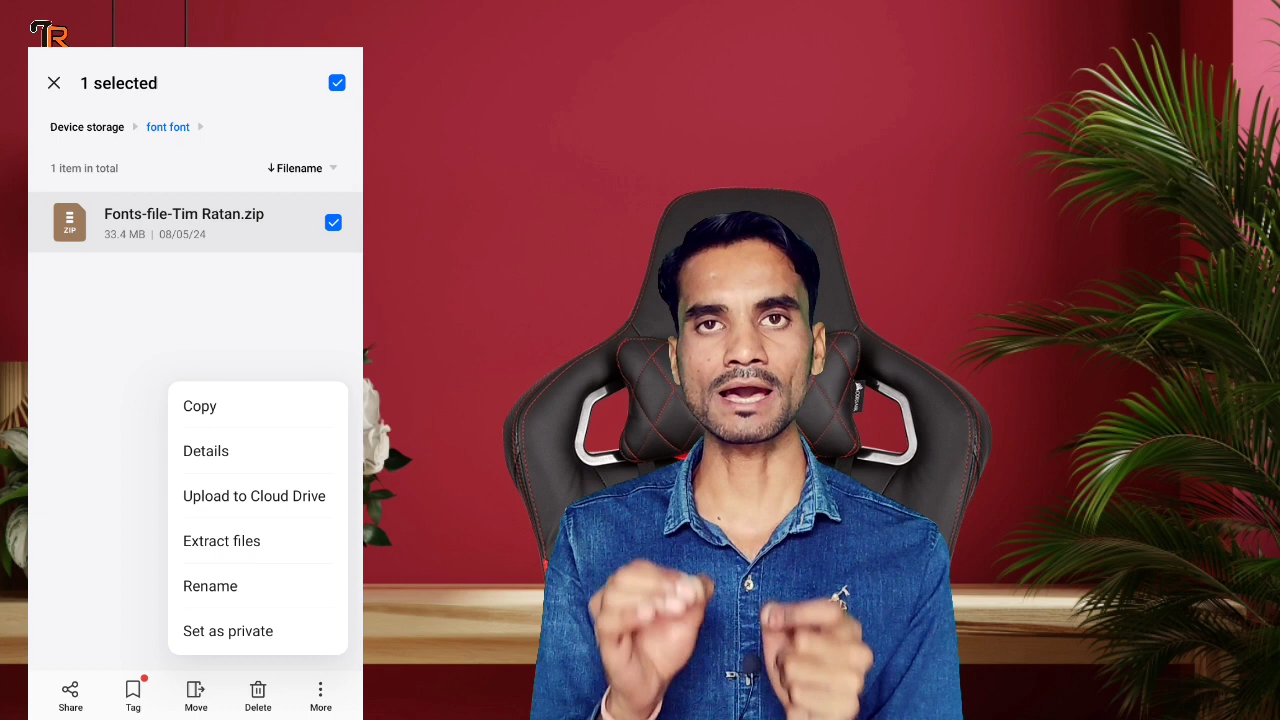 TR
1 selected
Device storage font font
1 item in total Filename
Fonts-file-Tim Ratan.zip
ZIP
33.4 MB | 08/05/24
Copy
Details
Upload to Cloud Drive
Extract files
Rename
Set as private
Share Tag Move Delete More